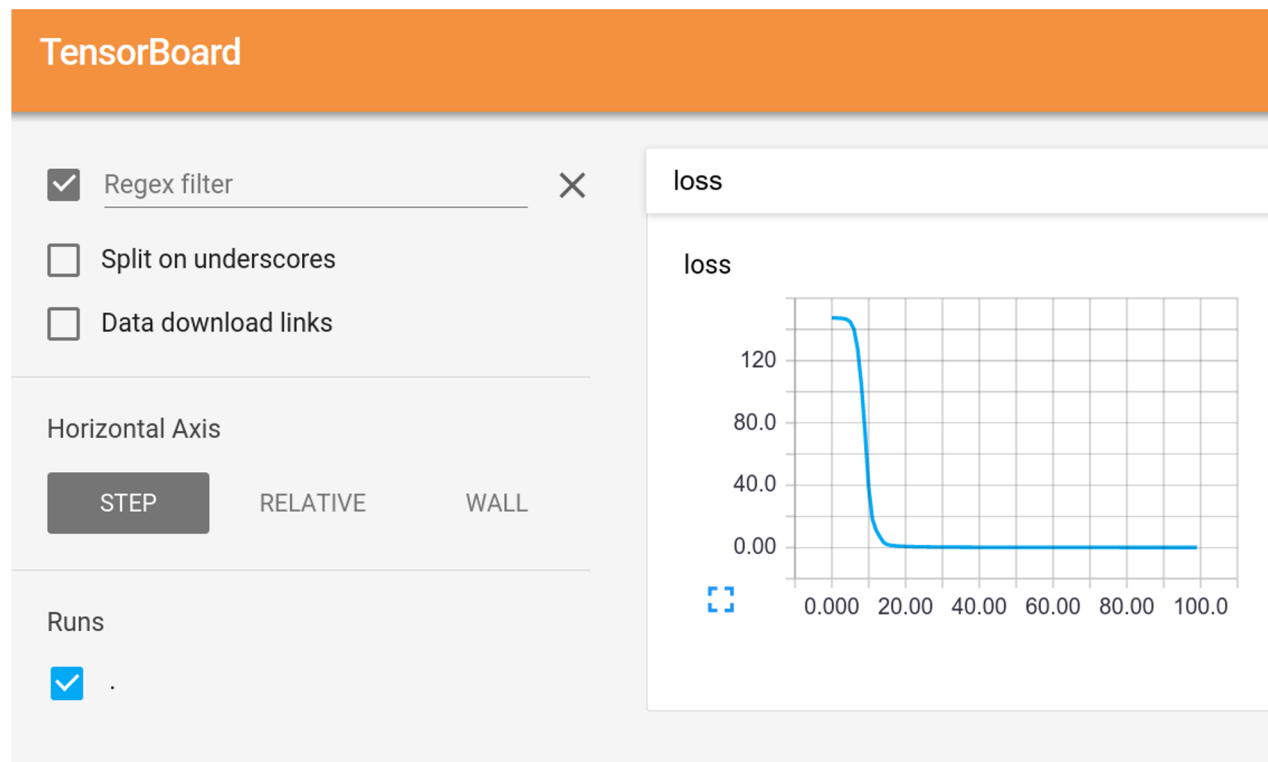 TensorBoard
Regex filter
Split on underscores
Data download links
Horizontal Axis
STEP RELATIVE WALL
Runs
.
loss
loss
120
80.0
40.0
0.00
0.000 20.00 40.00 60.00 80.00 100.0